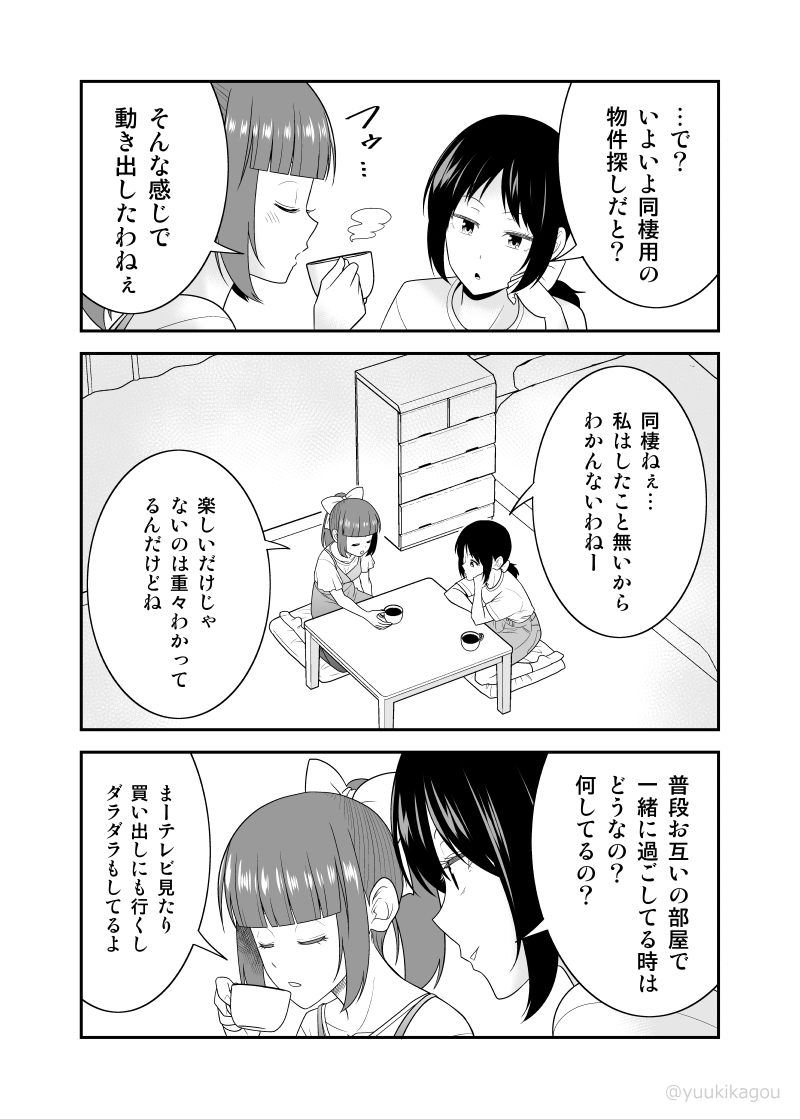 …で?
いよいよ同棲用の
物件探しだと?
フゥ…
そんな感じで
動き出したわねぇ
同棲ねぇ…
私はしたこと無いから
わかんないわねー
楽しいだけじゃ
ないのは重々わかって
るんだけどね
普段お互いの部屋で
一緒に過ごしてる時は
どうなの?
何してるの?
まーテレビ見たり
買い出しにも行くし
ダラダラもしてるよ
@yuukikagou